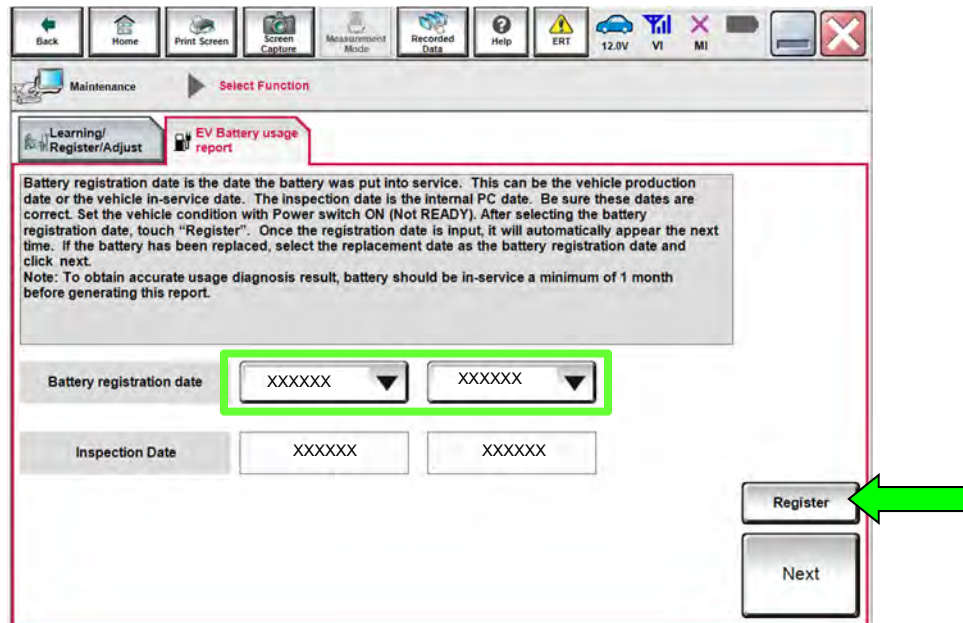 Back
Home
Print Screen
Screen
Capture
Measurement
Mode
Recorded
Data
Help
ERT
12.0V
VI
MI
Maintenance
Select Function
Learning/
Register/Adjust
EV Battery usage
report
Battery registration date is the date the battery was put into service. This can be the vehicle production
date or the vehicle in-service date. The inspection date is the internal PC date. Be sure these dates are
correct. Set the vehicle condition with Power switch ON (Not READY). After selecting the battery
registration date, touch “Register”. Once the registration date is input, it will automatically appear the next
time. If the battery has been replaced, select the replacement date as the battery registration date and
click next.
Note: To obtain accurate usage diagnosis result, battery should be in-service a minimum of 1 month
before generating this report.
Battery registration date
XXXXXX
XXXXXX
Inspection Date
XXXXXX
XXXXXX
Register
Next